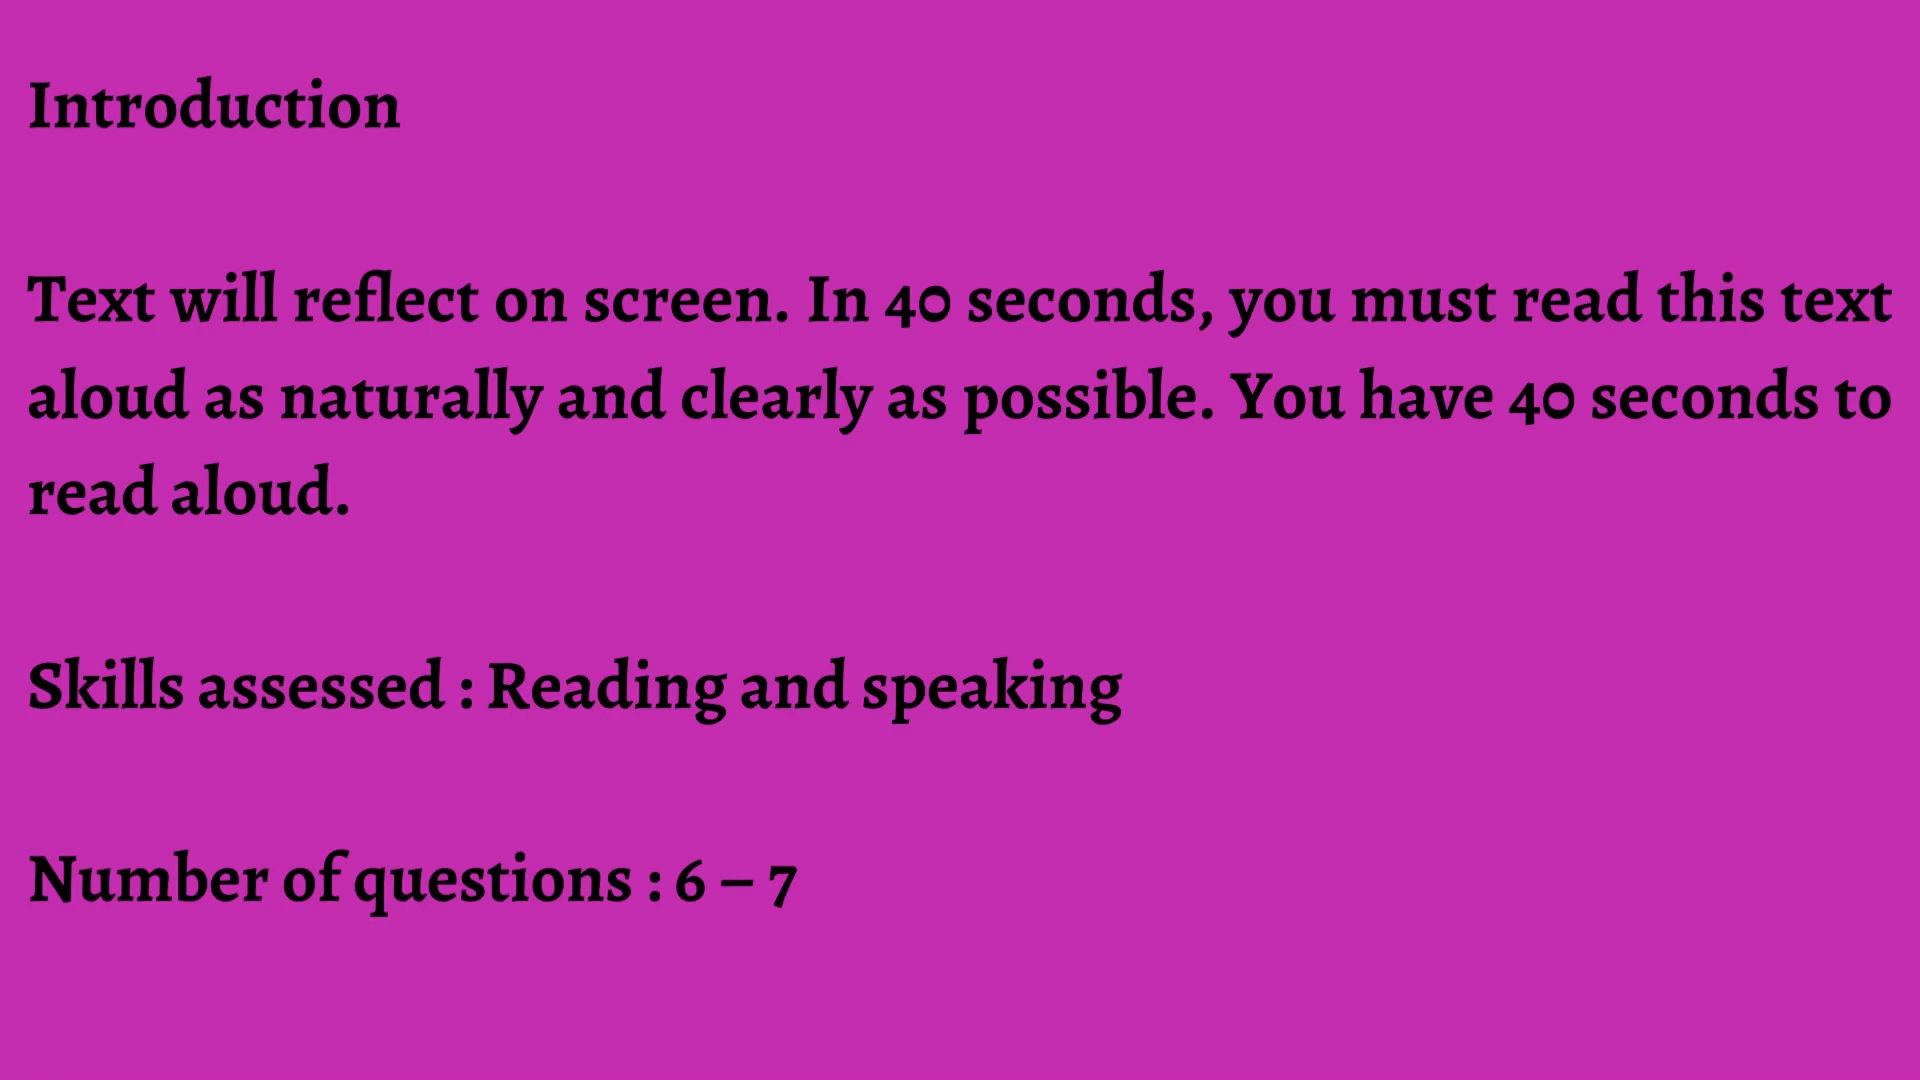 Introduction
Text will reflect on screen. In 40 seconds, you must read this text
aloud as naturally and clearly as possible. You have 40 seconds to
read aloud.
Skills assessed : Reading and speaking
Number of questions : 6 – 7